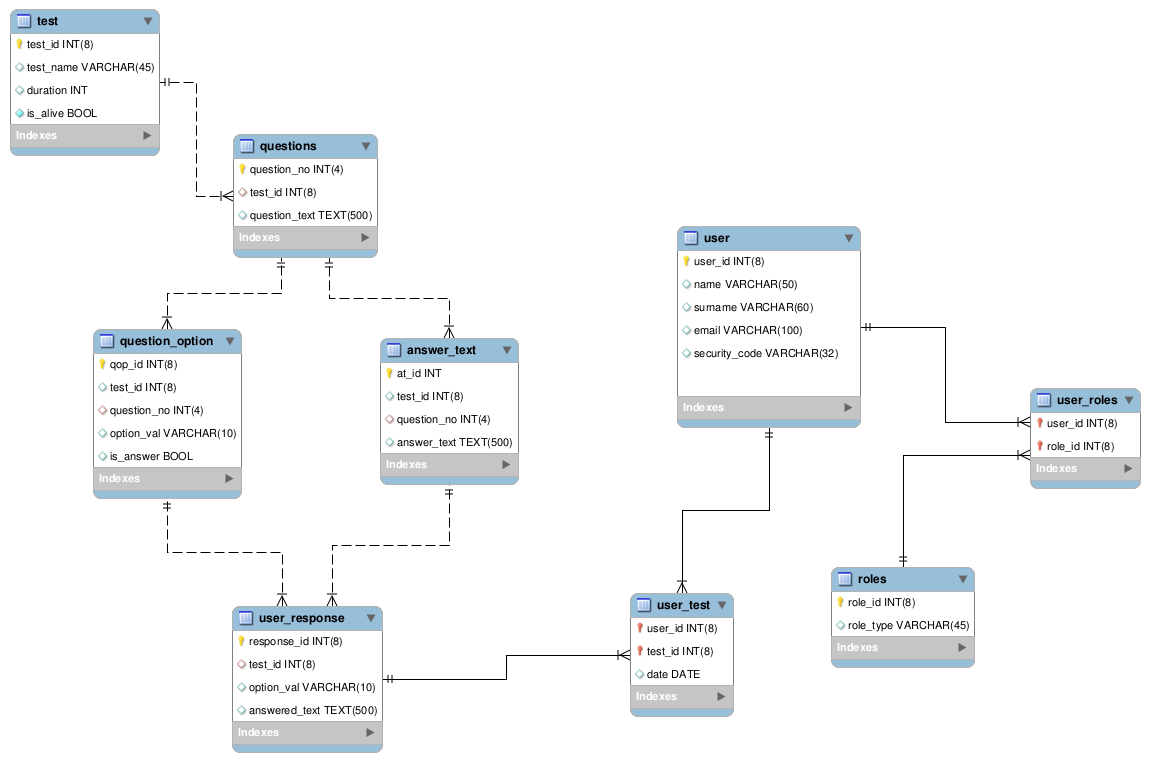 test
test_id INT(8)
test_name VARCHAR(45)
duration INT
is_alive BOOL
Indexes
questions
question_no INT(4)
test_id INT(8)
question_text TEXT(500)
Indexes
question_option
qop_id INT(8)
test_id INT(8)
question_no INT(4)
option_val VARCHAR(10)
is_answer BOOL
Indexes
answer_text
at_id INT
test_id INT(8)
question_no INT(4)
answer_text TEXT(500)
Indexes
user
user_id INT(8)
name VARCHAR(50)
surname VARCHAR(60)
email VARCHAR(100)
security_code VARCHAR(32)
Indexes
user_roles
user_id INT(8)
role_id INT(8)
Indexes
roles
role_id INT(8)
role_type VARCHAR(45)
Indexes
user_response
response_id INT(8)
test_id INT(8)
option_val VARCHAR(10)
answered_text TEXT(500)
Indexes
user_test
user_id INT(8)
test_id INT(8)
date DATE
Indexes